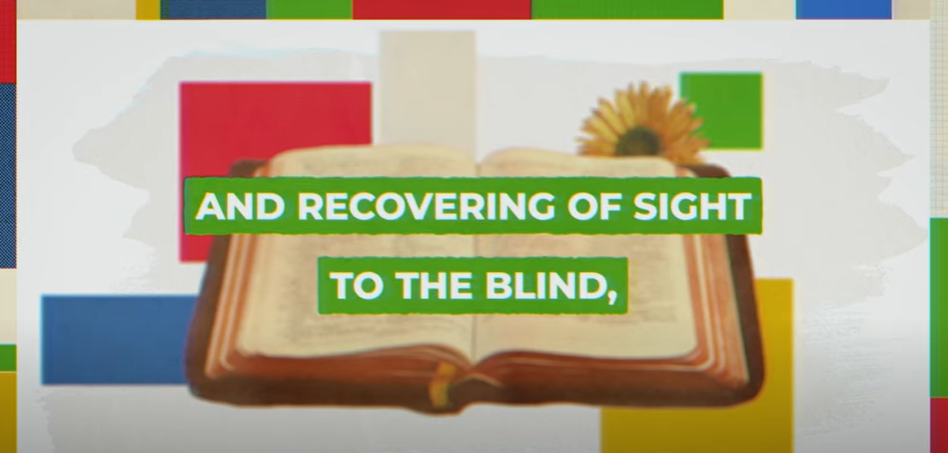 AND RECOVERING OF SIGHT
TO THE BLIND,